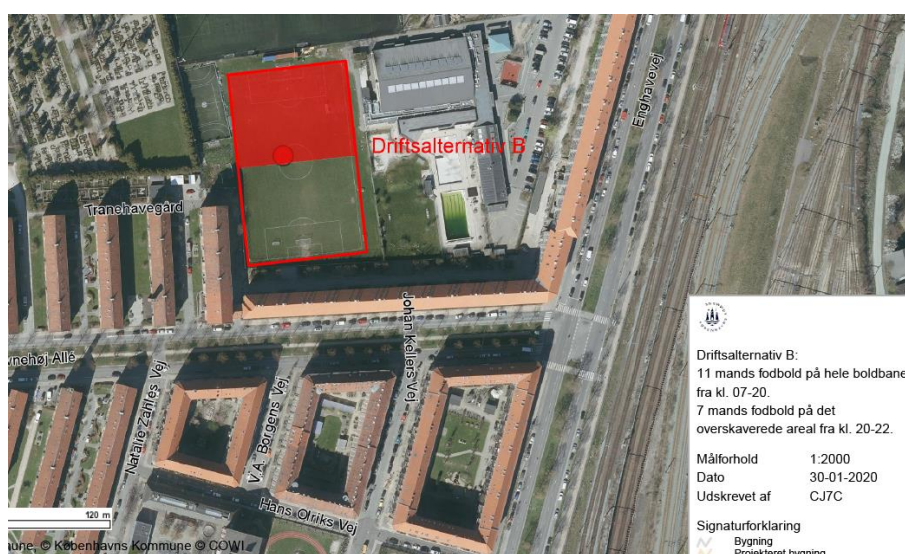 Driftsalternativ B
Enghavevej
Tranehavegård
Johan Kellers Vej
vnehøj Allé
Natalie Zahles Vej
V.A. Borgens Vej
Hans Olriks Vej
120 m
une, © Københavns Kommune © COWI
Driftsalternativ B:
11 mands fodbold på hele boldbane
fra kl. 07-20.
7 mands fodbold på det
overskaverede areal fra kl. 20-22.
Målforhold 1:2000
Dato 30-01-2020
Udskrevet af CJ7C
Signaturforklaring
Bygning
Projekteret bygning